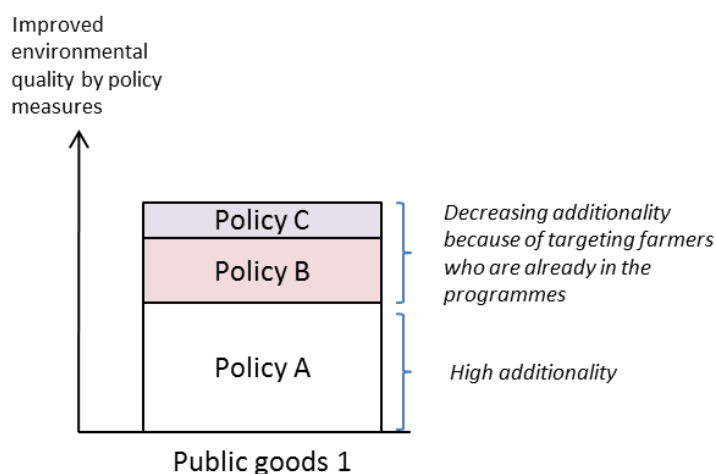 Improved
environmental
quality by policy
measures
Policy C
Policy B
Policy A
Decreasing additionality
because of targeting farmers
who are already in the
programmes
High additionality
Public goods 1